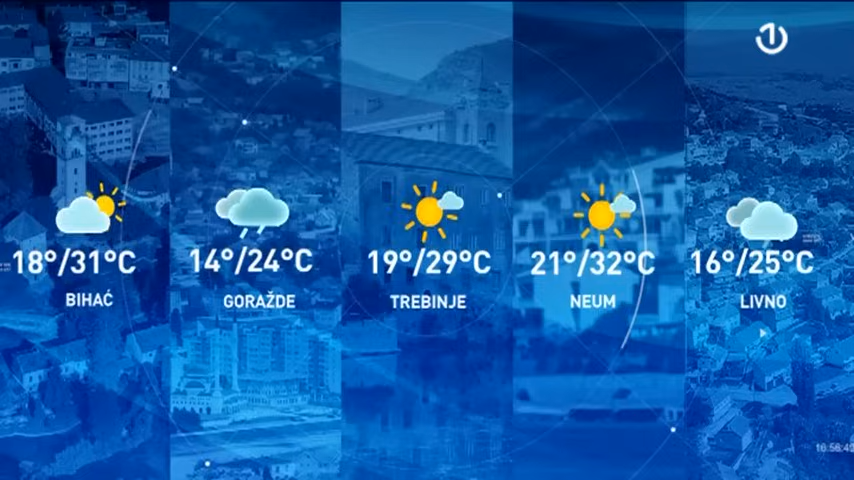 18°/31°C
BIHAĆ
14°/24°C
GORAŽDE
19°/29°C
TREBINJE
21°/32°C
NEUM
16°/25°C
LIVNO